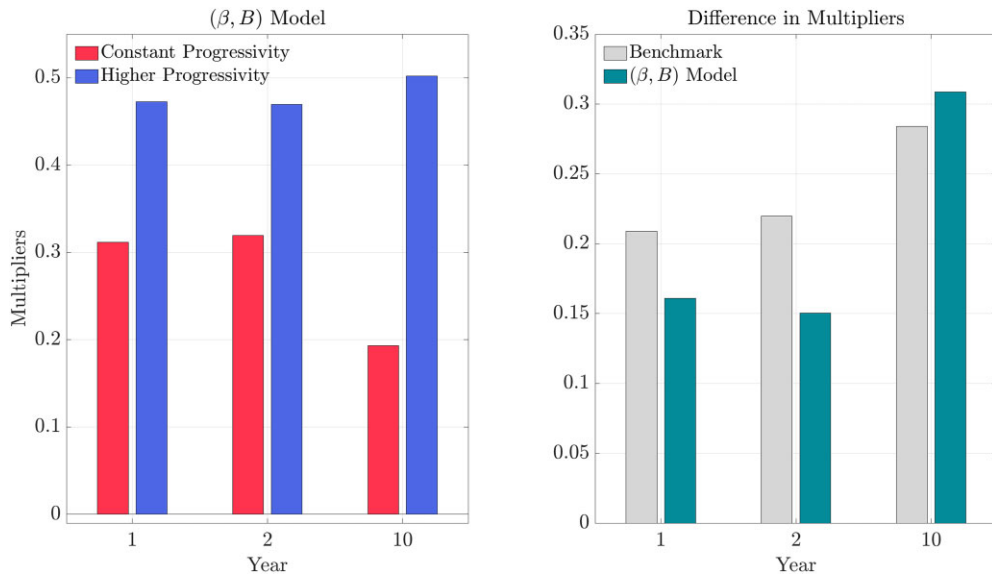 (β, B) Model
Constant Progressivity
Higher Progressivity
0.5
0.4
0.3
0.2
0.1
0
Multipliers
1
2
10
Year
Difference in Multipliers
Benchmark
(β, B) Model
0.35
0.3
0.25
0.2
0.15
0.1
0.05
0
1
2
10
Year